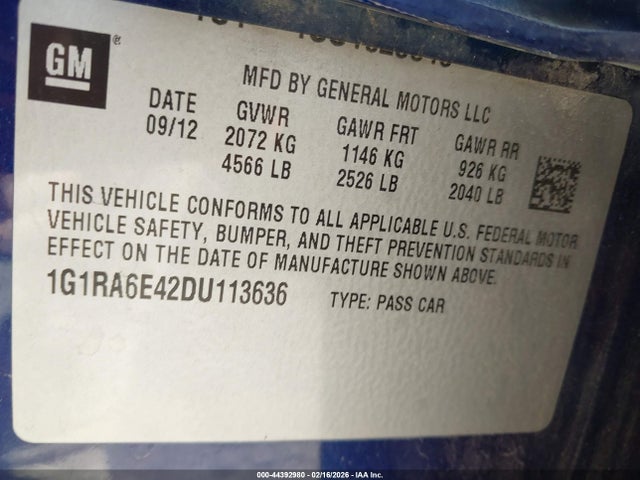 GM ®
MFD BY GENERAL MOTORS LLC
DATE GVWR GAWR FRT GAWR RR
09/12 2072 KG 1146 KG 926 KG
4566 LB 2526 LB 2040 LB
THIS VEHICLE CONFORMS TO ALL APPLICABLE U.S. FEDERAL MOTOR
VEHICLE SAFETY, BUMPER, AND THEFT PREVENTION STANDARDS IN
EFFECT ON THE DATE OF MANUFACTURE SHOWN ABOVE.
1G1RA6E42DU113636 TYPE: PASS CAR
000-44392980 - 02/16/2026 - IAA Inc.